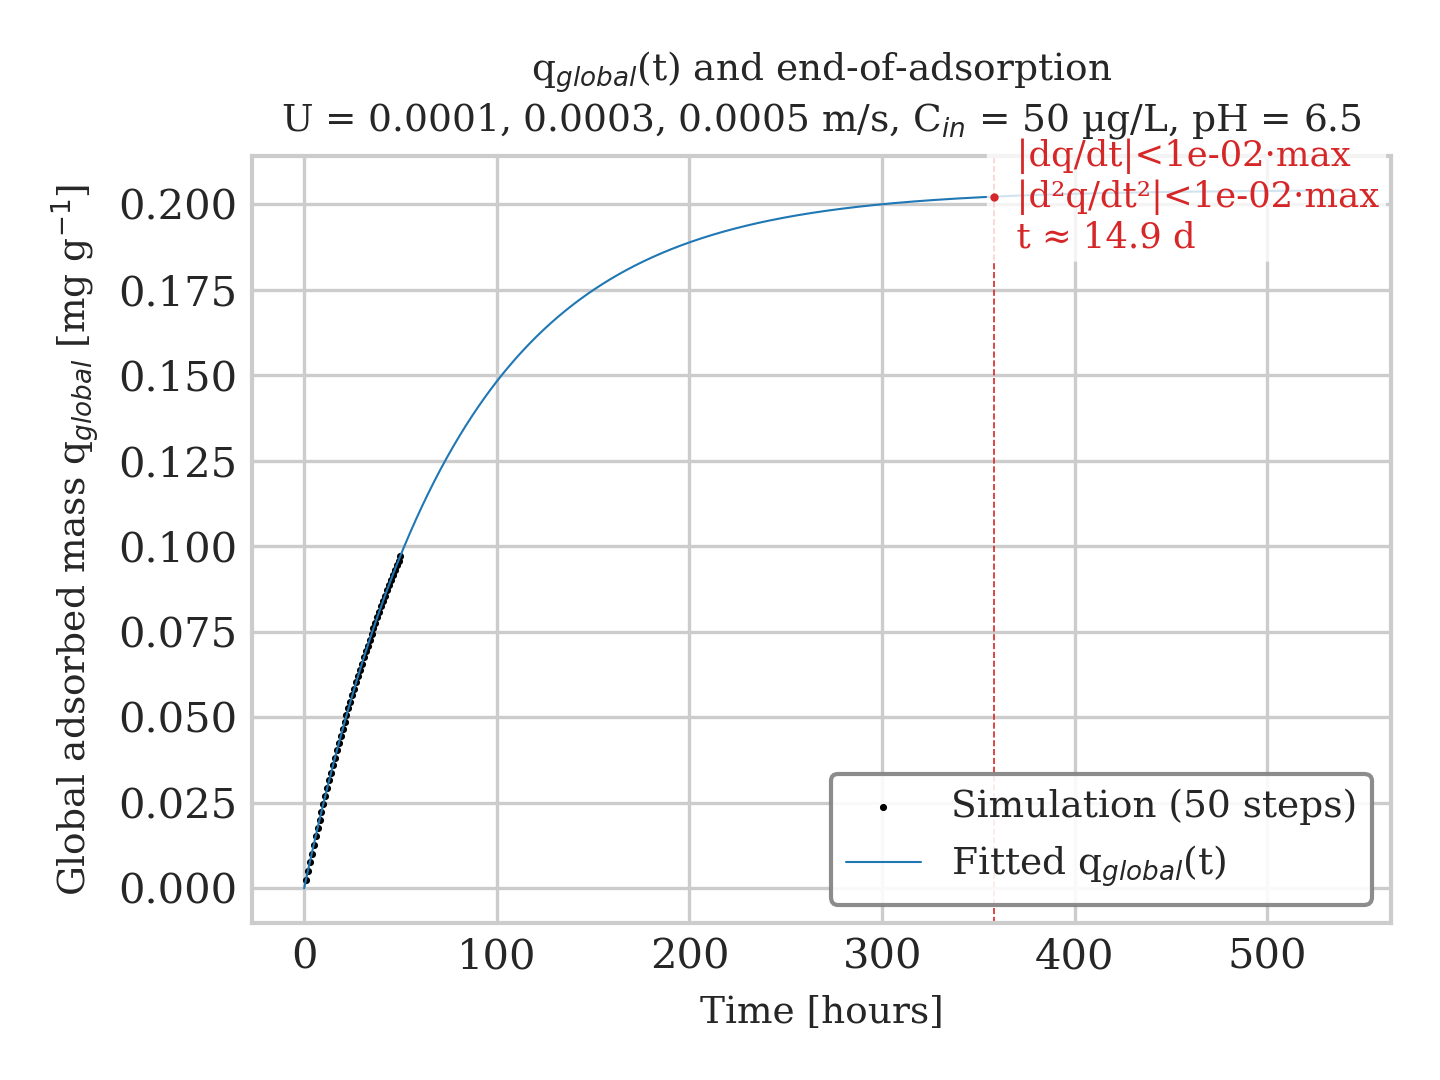 q_global(t) and end-of-adsorption
U = 0.0001, 0.0003, 0.0005 m/s, C_in = 50 µg/L, pH = 6.5
|dq/dt|<1e-02·max
|d²q/dt²|<1e-02·max
t ≈ 14.9 d
Global adsorbed mass q_global [mg g⁻¹]
0.200
0.175
0.150
0.125
0.100
0.075
0.050
0.025
0.000
Simulation (50 steps)
Fitted q_global(t)
0 100 200 300 400 500
Time [hours]